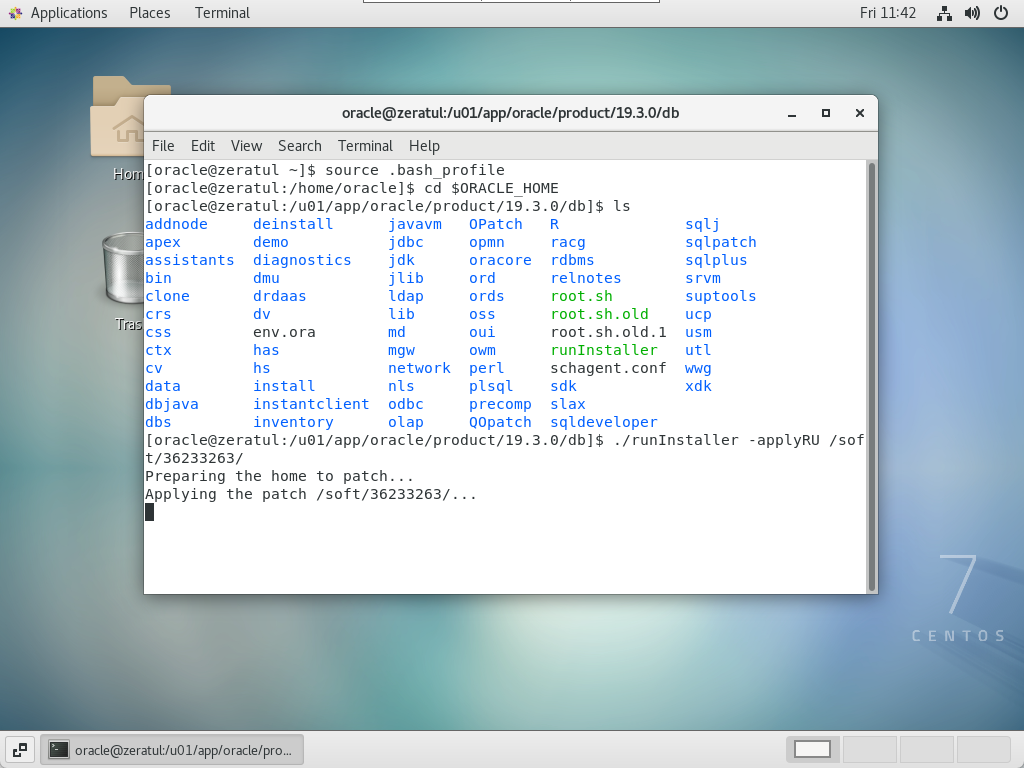 Applications Places Terminal Fri 11:42
oracle@zeratul:/u01/app/oracle/product/19.3.0/db
File Edit View Search Terminal Help
[oracle@zeratul ~]$ source .bash_profile
[oracle@zeratul:/home/oracle]$ cd $ORACLE_HOME
[oracle@zeratul:/u01/app/oracle/product/19.3.0/db]$ ls
addnode deinstall javavm OPatch R sqlj
apex demo jdbc opmn racg sqlpatch
assistants diagnostics jdk oracore rdbms sqlplus
bin dmu jlib ord relnotes srvm
clone drdaas ldap ords root.sh suptools
crs dv lib oss root.sh.old ucp
css env.ora md oui root.sh.old.1 usm
ctx has mgw owm runInstaller utl
cv hs network perl schagent.conf wwg
data install nls plsql sdk xdk
dbjava instantclient odbc precomp slax
dbs inventory olap QOpatch sqldeveloper
[oracle@zeratul:/u01/app/oracle/product/19.3.0/db]$ ./runInstaller -applyRU /sof
t/36233263/
Preparing the home to patch...
Applying the patch /soft/36233263/...
Hom
Tras
7
CENTOS
oracle@zeratul:/u01/app/oracle/pro...